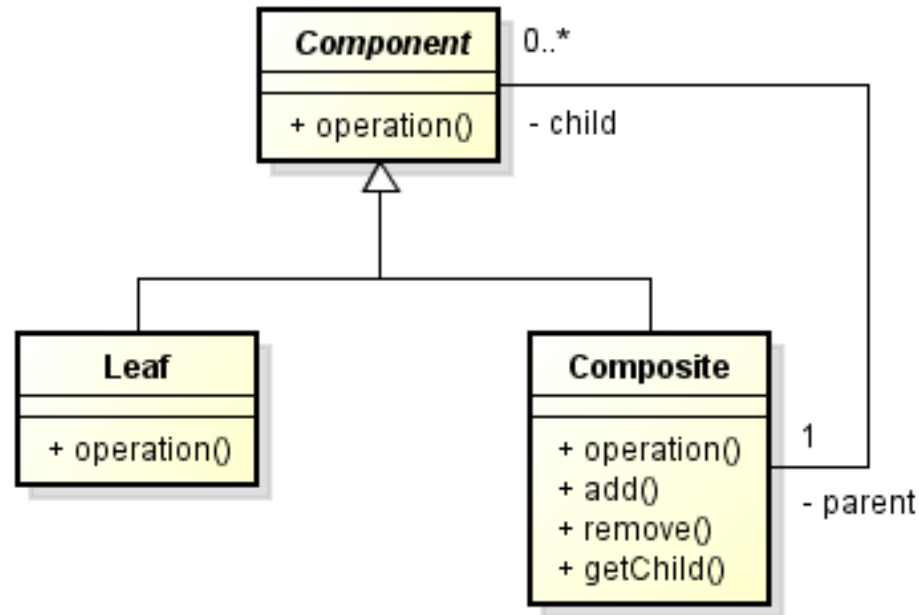 Component
0..*
+ operation()
- child
Leaf
+ operation()
Composite
+ operation()
+ add()
+ remove()
+ getChild()
1
- parent